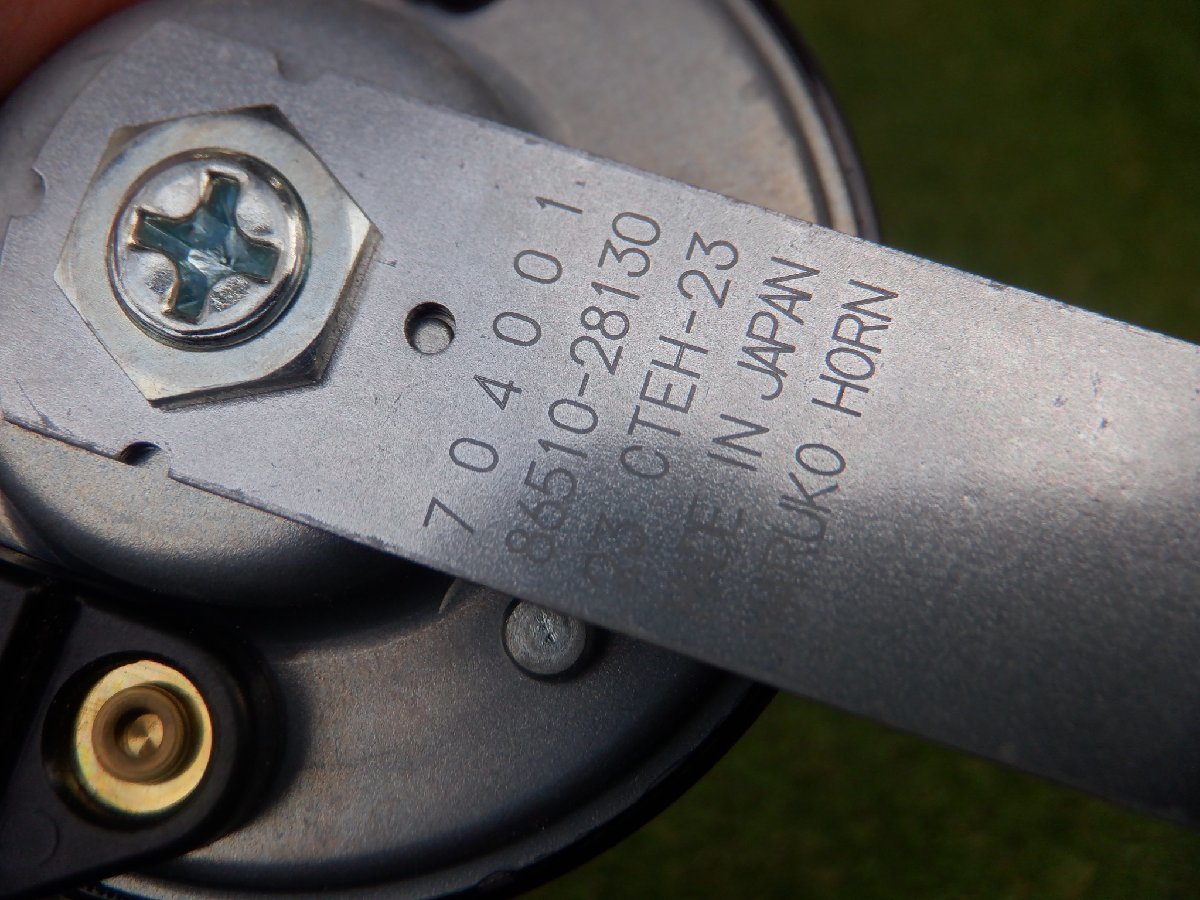 704001
86510-28130
CTEH-23
IN JAPAN
HORN